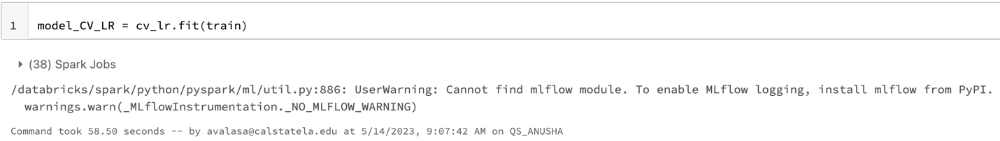 1 model_CV_LR = cv_lr.fit(train)
(38) Spark Jobs
/databricks/spark/python/pyspark/ml/util.py:886: UserWarning: Cannot find mlflow module. To enable MLflow logging, install mlflow from PyPI.
warnings.warn(_MLflowInstrumentation._NO_MLFLOW_WARNING)
Command took 58.50 seconds -- by avalasa@calstatela.edu at 5/14/2023, 9:07:42 AM on QS_ANUSHA